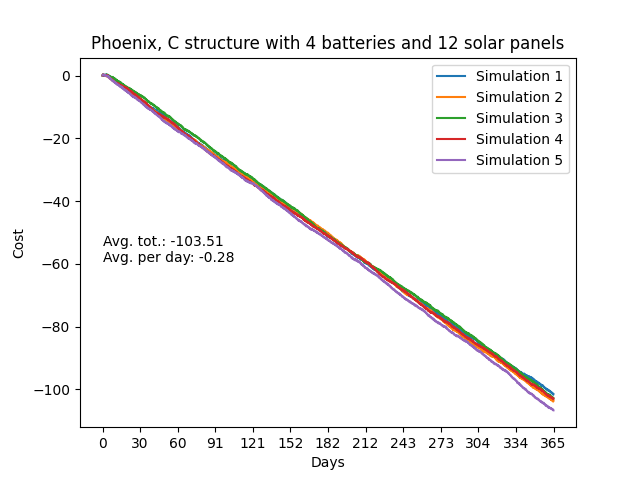 Phoenix, C structure with 4 batteries and 12 solar panels
Simulation 1
Simulation 2
Simulation 3
Simulation 4
Simulation 5
0
−20
−40
−60
−80
−100
Cost
Avg. tot.: -103.51
Avg. per day: -0.28
0 30 60 91 121 152 182 212 243 273 304 334 365
Days